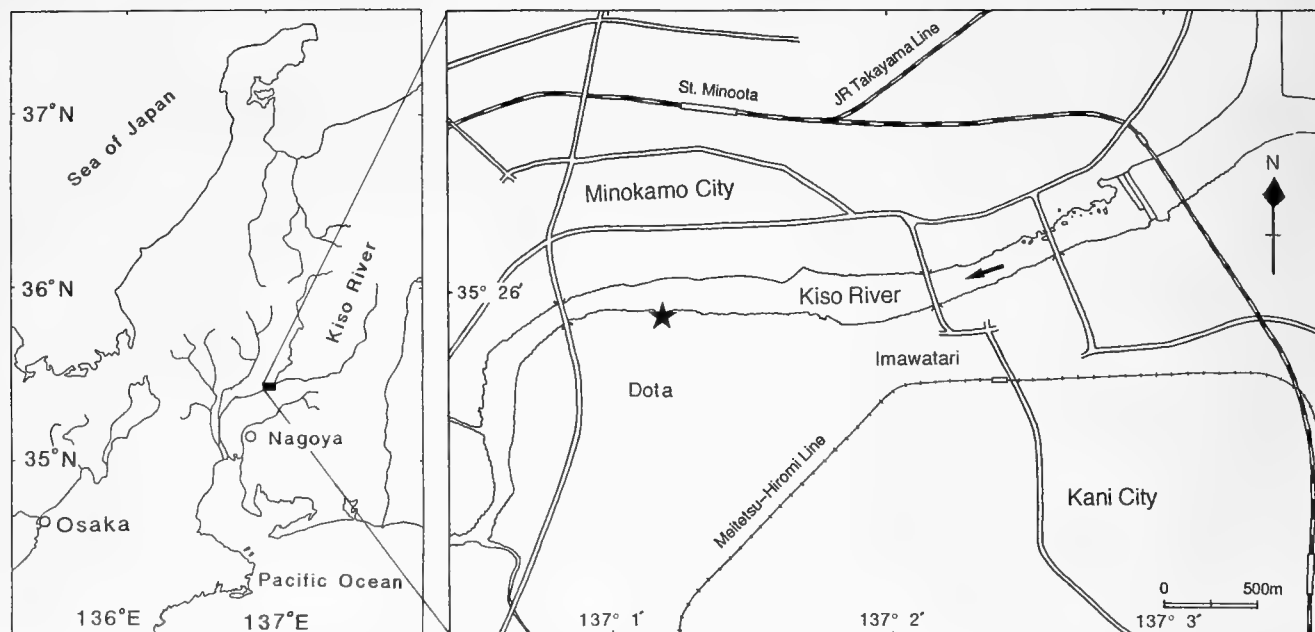 Sea of Japan
37°N
36°N
Kiso River
35°N
Nagoya
Osaka
Pacific Ocean
136°E
137°E
JR Takayama Line
St. Minoota
Minokamo City
N
35° 26′
Kiso River
Imawatari
Dota
Meitetsu-Hiromi Line
Kani City
0 500m
137° 1′
137° 2′
137° 3′